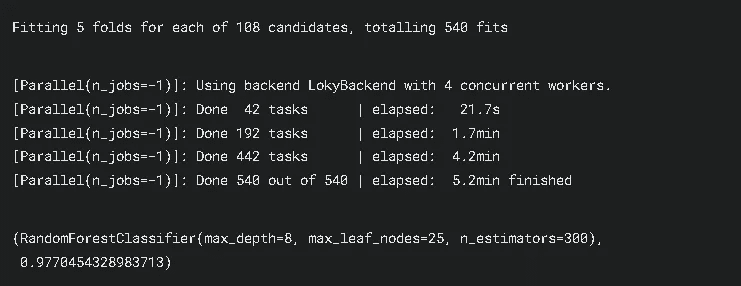 Fitting 5 folds for each of 108 candidates, totalling 540 fits
[Parallel(n_jobs=-1)]: Using backend LokyBackend with 4 concurrent workers.
[Parallel(n_jobs=-1)]: Done  42 tasks      | elapsed:   21.7s
[Parallel(n_jobs=-1)]: Done 192 tasks      | elapsed:  1.7min
[Parallel(n_jobs=-1)]: Done 442 tasks      | elapsed:  4.2min
[Parallel(n_jobs=-1)]: Done 540 out of 540 | elapsed:  5.2min finished
(RandomForestClassifier(max_depth=8, max_leaf_nodes=25, n_estimators=300),
 0.9770454328983713)